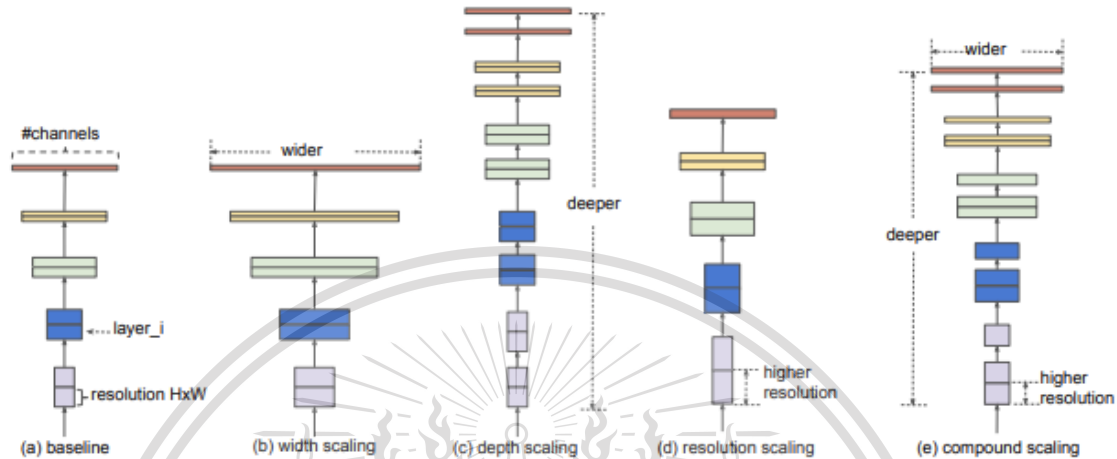 #channels
layer_i
resolution HxW
(a) baseline
wider
(b) width scaling
deeper
(c) depth scaling
higher
resolution
(d) resolution scaling
wider
deeper
higher
resolution
(e) compound scaling